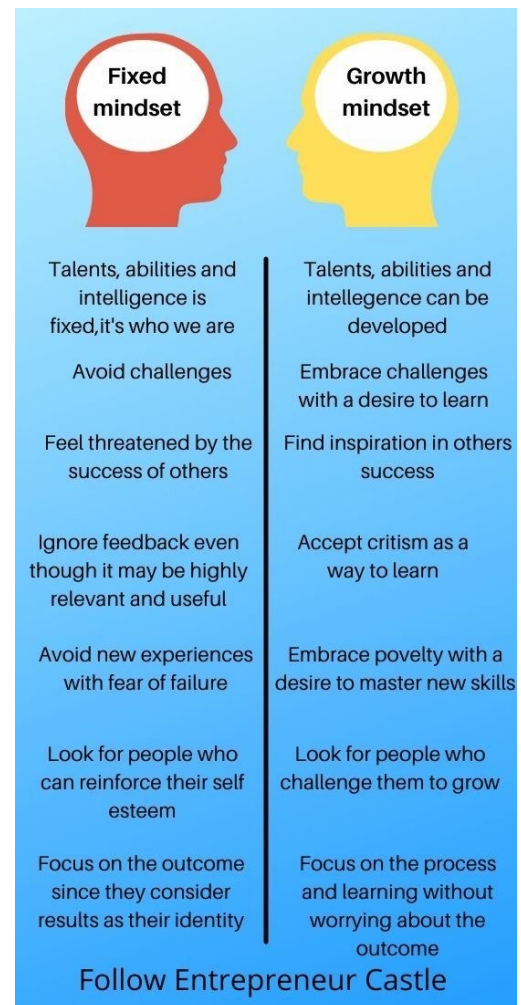 Fixed
mindset
Growth
mindset
Talents, abilities and
intelligence is
fixed,it's who we are
Talents, abilities and
intellegence can be
developed
Avoid challenges
Embrace challenges
with a desire to learn
Feel threatened by the
success of others
Find inspiration in others
success
Ignore feedback even
though it may be highly
relevant and useful
Accept critism as a
way to learn
Avoid new experiences
with fear of failure
Embrace povelty with a
desire to master new skills
Look for people who
can reinforce their self
esteem
Look for people who
challenge them to grow
Focus on the outcome
since they consider
results as their identity
Focus on the process
and learning without
worrying about the
outcome
Follow Entrepreneur Castle